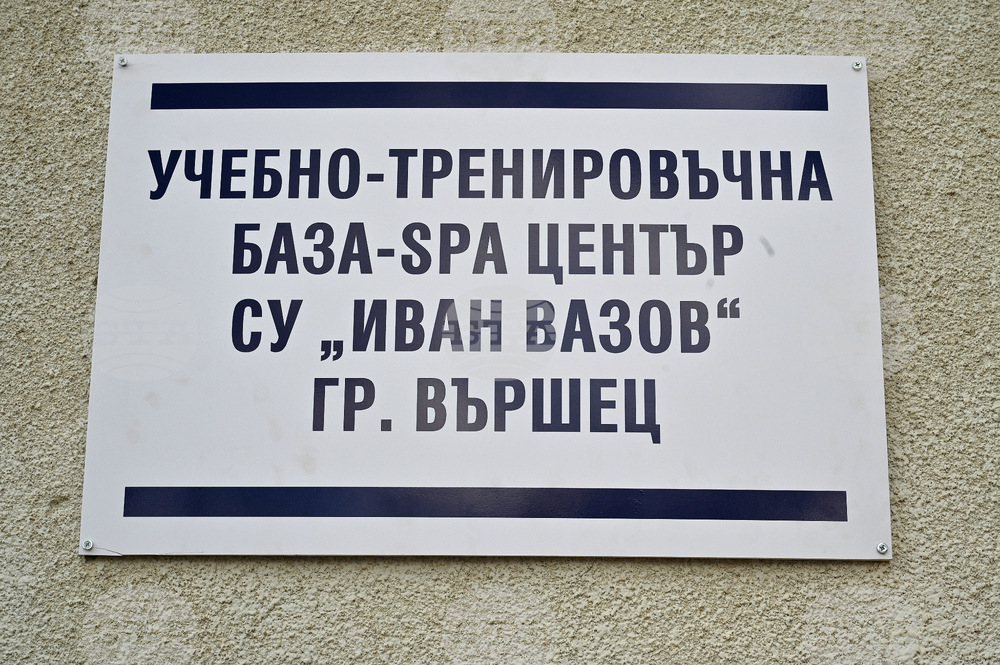 УЧЕБНО-ТРЕНИРОВЪЧНА
БАЗА-SPA ЦЕНТЪР
СУ „ИВАН ВАЗОВ“
ГР. ВЪРШЕЦ